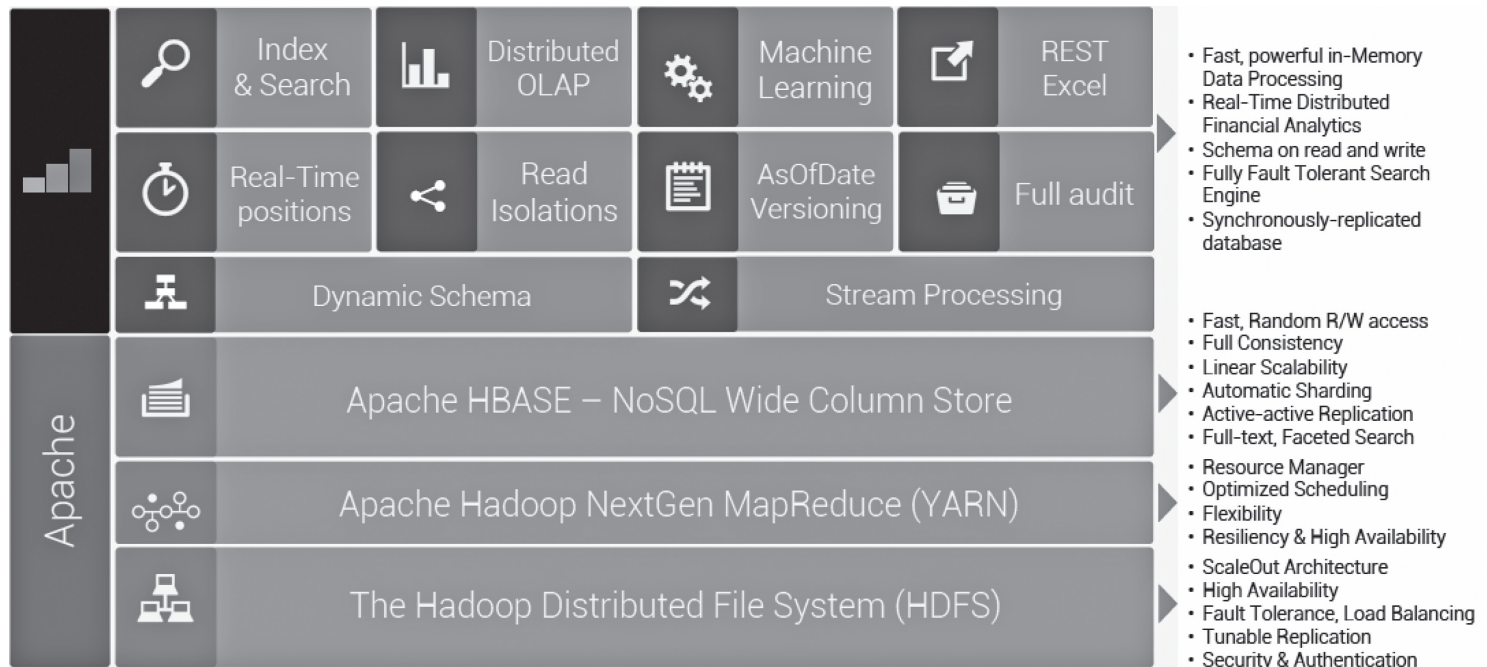 Index
& Search
Distributed
OLAP
Machine
Learning
REST
Excel
Real-Time
positions
Read
Isolations
AsOfDate
Versioning
Full audit
Dynamic Schema
Stream Processing
• Fast, powerful in-Memory
Data Processing
• Real-Time Distributed
Financial Analytics
• Schema on read and write
• Fully Fault Tolerant Search
Engine
• Synchronously-replicated
database
Apache
Apache HBASE – NoSQL Wide Column Store
• Fast, Random R/W access
• Full Consistency
• Linear Scalability
• Automatic Sharding
• Active-active Replication
• Full-text, Faceted Search
Apache Hadoop NextGen MapReduce (YARN)
• Resource Manager
• Optimized Scheduling
• Flexibility
• Resiliency & High Availability
The Hadoop Distributed File System (HDFS)
• ScaleOut Architecture
• High Availability
• Fault Tolerance, Load Balancing
• Tunable Replication
• Security & Authentication